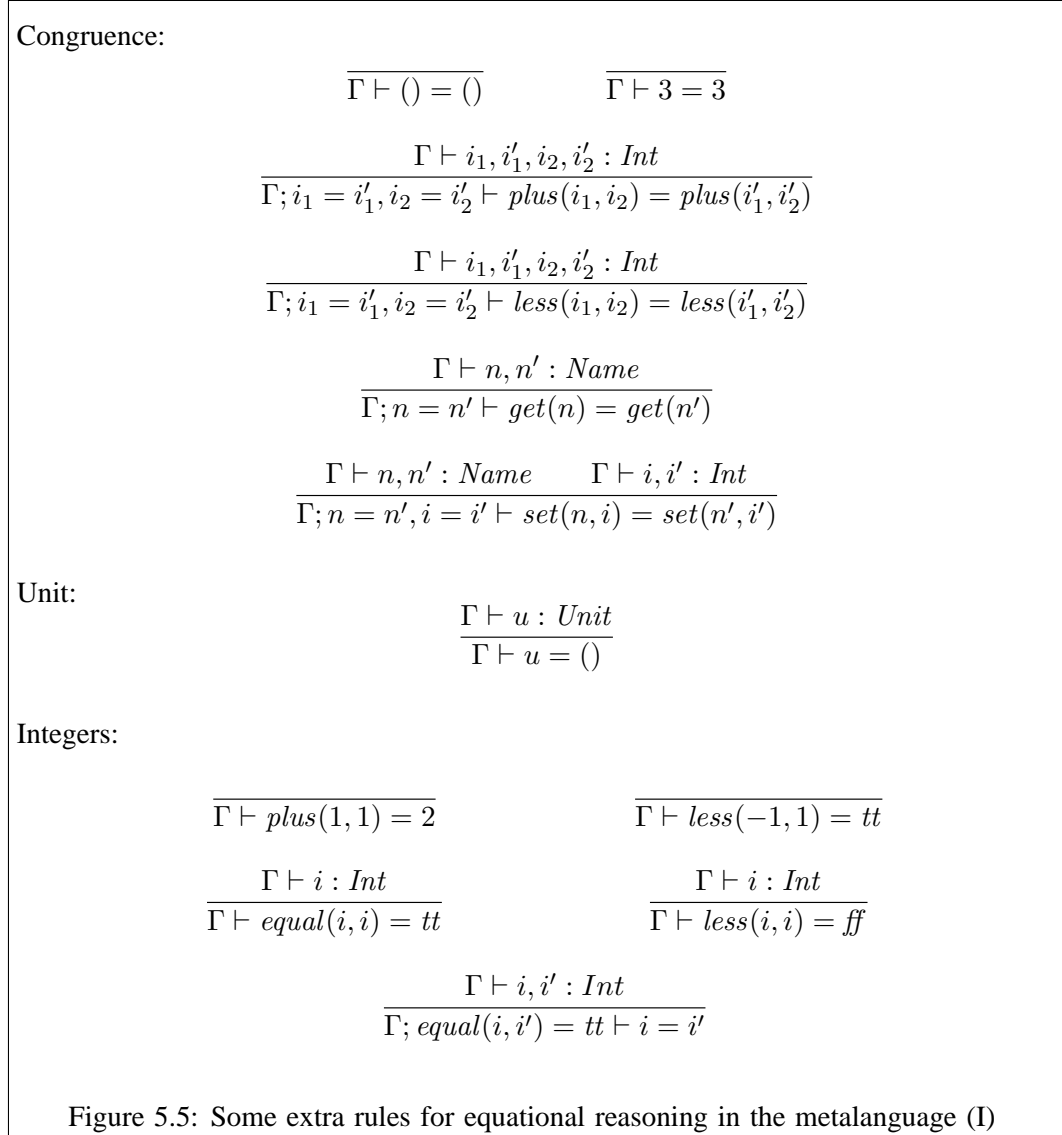 Congruence:
Γ ⊢ () = () Γ ⊢ 3 = 3
Γ ⊢ i₁, i′₁, i₂, i′₂ : Int
Γ; i₁ = i′₁, i₂ = i′₂ ⊢ plus(i₁, i₂) = plus(i′₁, i′₂)
Γ ⊢ i₁, i′₁, i₂, i′₂ : Int
Γ; i₁ = i′₁, i₂ = i′₂ ⊢ less(i₁, i₂) = less(i′₁, i′₂)
Γ ⊢ n, n′ : Name
Γ; n = n′ ⊢ get(n) = get(n′)
Γ ⊢ n, n′ : Name Γ ⊢ i, i′ : Int
Γ; n = n′, i = i′ ⊢ set(n, i) = set(n′, i′)
Unit:
Γ ⊢ u : Unit
Γ ⊢ u = ()
Integers:
Γ ⊢ plus(1, 1) = 2 Γ ⊢ less(−1, 1) = tt
Γ ⊢ i : Int Γ ⊢ i : Int
Γ ⊢ equal(i, i) = tt Γ ⊢ less(i, i) = ff
Γ ⊢ i, i′ : Int
Γ; equal(i, i′) = tt ⊢ i = i′
Figure 5.5: Some extra rules for equational reasoning in the metalanguage (I)